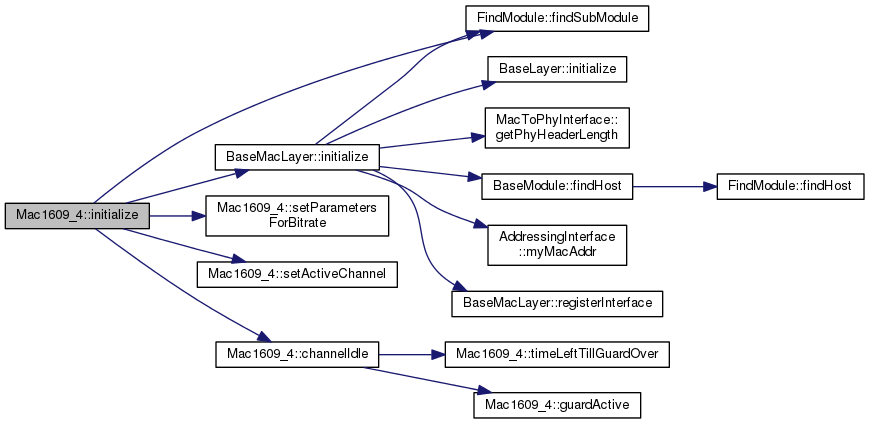 FindModule::findSubModule
BaseLayer::initialize
MacToPhyInterface::
getPhyHeaderLength
BaseMacLayer::initialize
BaseModule::findHost
FindModule::findHost
Mac1609_4::initialize
Mac1609_4::setParameters
ForBitrate
AddressingInterface
::myMacAddr
Mac1609_4::setActiveChannel
BaseMacLayer::registerInterface
Mac1609_4::channelIdle
Mac1609_4::timeLeftTillGuardOver
Mac1609_4::guardActive